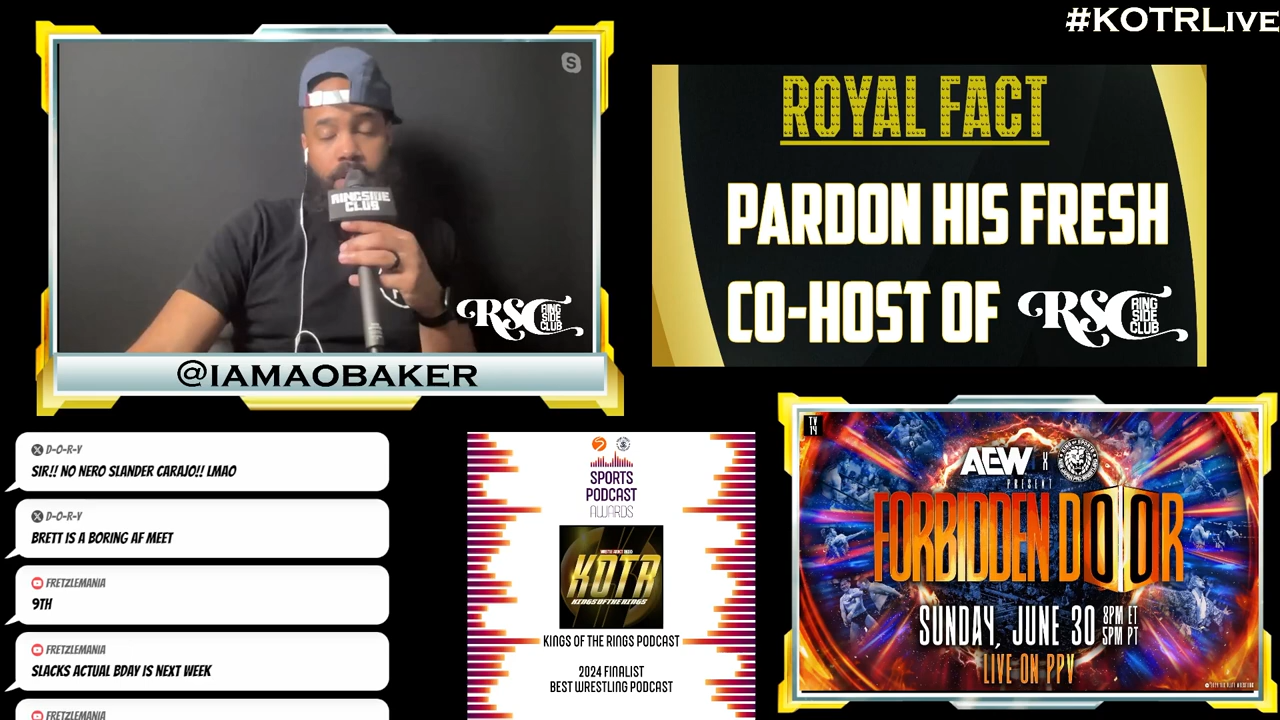 #KOTRLIVE
RINGSIDE
CLUB
RSC RING
SIDE
CLUB
@IAMAOBAKER
ROYAL FACT
PARDON HIS FRESH
CO-HOST OF RSC RING
SIDE
CLUB
D-O-R-Y
SIR!! NO NERO SLANDER CARAJO!! LMAO
D-O-R-Y
BRETT IS A BORING AF MEET
FRETZLEMANIA
9TH
FRETZLEMANIA
SLACKS ACTUAL BDAY IS NEXT WEEK
FRETZLEMANIA
SPORTS
PODCAST
AWARDS
KOTR
KINGS OF THE RINGS
KINGS OF THE RINGS PODCAST
2024 FINALIST
BEST WRESTLING PODCAST
TV
14
AEW X
PRESENT
FORBIDDEN DOOR
SUNDAY, JUNE 30 8PM ET
5PM PT
LIVE ON PPV